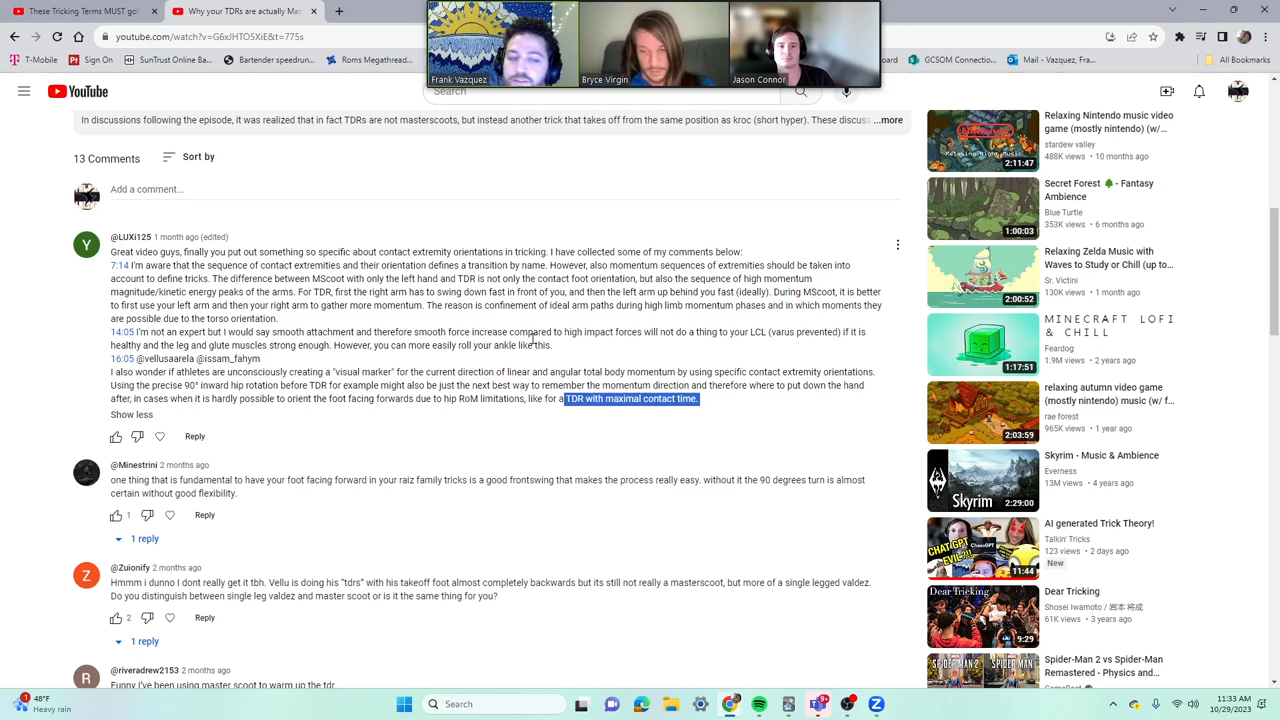 Tricking Terms MUST go!
Why your TDRs are actually Mas
youtube.com/watch?v=G6xJHTO5XiE&t=775s
T-Mobile
Sign On
SunTrust Online Ba...
Bartender speedrun...
Roms Megathread...
GCSOM Connectio...
Mail - Vazquez, Fra...
All Bookmarks
Frank Vazquez
Bryce Virgin
Jason Connor
YouTube
Search
In discussions following the episode, it was realized that in fact TDRs are not masterscoots, but instead another trick that takes off from the same position as kroc (short hyper). These discuss ...more
13 Comments
Sort by
Add a comment...
@LUXi125 1 month ago (edited)
Great video guys, finally you put out something so specific about contact extremity orientations in tricking. I have collected some of my comments below:
7:14 I'm aware that the sequence of contact extremities and their orientation defines a transition by name. However, also momentum sequences of extremities should be taken into
account to define tricks. The difference between MScoot with only the left hand and TDR is not only the contact foot orientation, but also the sequence of high momentum
magnitude/kinetic energy peaks of the arms. For TDR, first the right arm has to swing down fast in front of you, and then the left arm up behind you fast (ideally). During MScoot, it is better
to first use your left arm and then your right arm to gather more momentum. The reason is confinement of ideal arm paths during high limb momentum phases and in which moments they
are possible due to the torso orientation.
14:05 I'm not an expert but I would say smooth attachment and therefore smooth force increase compared to high impact forces will not do a thing to your LCL (varus prevented) if it is
healthy and the leg and glute muscles strong enough. However, you can more easily roll your ankle like this.
16:05 @vellusaarela @issam_fahym
I also wonder if athletes are unconsciously creating a "reminder" for the current direction of linear and angular total body momentum by using specific contact extremity orientations.
Using the precise 90° inward hip rotation before TDR for example might also be just the next best way to remember the momentum direction and therefore where to put down the hand
after, in cases when it is hardly possible to orient the foot facing forwards due to hip RoM limitations, like for a TDR with maximal contact time.
Show less
Reply
@Minestrini 2 months ago
one thing that is fundamental to have your foot facing forward in your raiz family tricks is a good frontswing that makes the process really easy. without it the 90 degrees turn is almost
certain without good flexibility.
1
Reply
1 reply
@Zuionify 2 months ago
Hmmm i dunno I dont really get it tbh. Vellu is doing his "tdrs" with his takeoff foot almost completely backwards but its still not really a masterscoot, but more of a single legged valdez.
Do you distinguish between single leg valdez and master scoot or is it the same thing for you?
2
Reply
1 reply
@riveradrew2153 2 months ago
Funny I've been using master scoot to warm up for tdr
Relaxing Nintendo music video
game (mostly nintendo) (w/...
stardew valley
488K views • 10 months ago
2:11:47
Secret Forest - Fantasy
Ambience
Blue Turtle
353K views • 6 months ago
1:00:03
Relaxing Zelda Music with
Waves to Study or Chill (up to...
Sr. Victini
130K views • 1 month ago
2:00:52
MINECRAFT LOFI
& CHILL
Feardog
1.9M views • 2 years ago
1:17:51
relaxing autumn video game
(mostly nintendo) music (w/ f...
rae forest
965K views • 1 year ago
2:03:59
Skyrim - Music & Ambience
Everness
13M views • 4 years ago
Skyrim
2:29:00
AI generated Trick Theory!
Talkin' Tricks
123 views • 2 days ago
New
CHAT GPT
EVIL?!!
11:44
Dear Tricking
Shosei Iwamoto / 岩本 将成
61K views • 3 years ago
Dear Tricking
9:29
Spider-Man 2 vs Spider-Man
Remastered - Physics and...
48°F
Heavy rain
Search
11:33 AM
10/29/2023